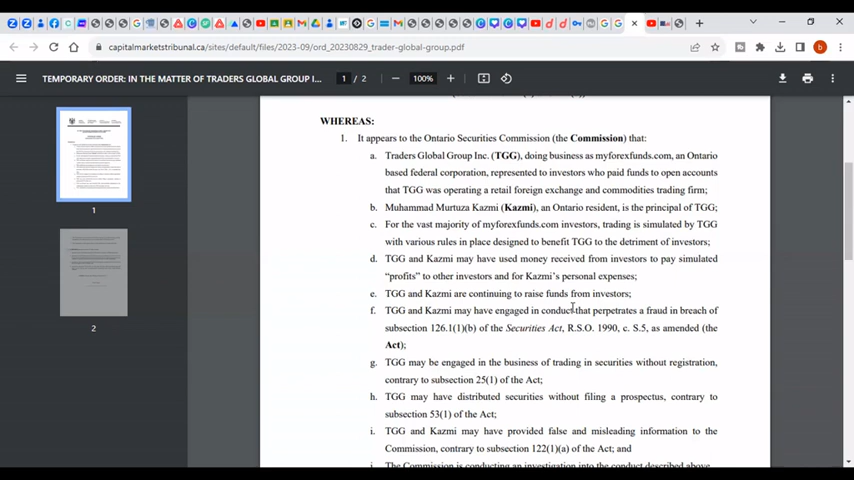 capitalmarketstribunal.ca/sites/default/files/2023-09/ord_20230829_trader-global-group.pdf
TEMPORARY ORDER: IN THE MATTER OF TRADERS GLOBAL GROUP I... 1 / 2 100%
WHEREAS:
1. It appears to the Ontario Securities Commission (the Commission) that:
a. Traders Global Group Inc. (TGG), doing business as myforexfunds.com, an Ontario
based federal corporation, represented to investors who paid funds to open accounts
that TGG was operating a retail foreign exchange and commodities trading firm;
b. Muhammad Murtuza Kazmi (Kazmi), an Ontario resident, is the principal of TGG;
c. For the vast majority of myforexfunds.com investors, trading is simulated by TGG
with various rules in place designed to benefit TGG to the detriment of investors;
d. TGG and Kazmi may have used money received from investors to pay simulated
“profits” to other investors and for Kazmi’s personal expenses;
e. TGG and Kazmi are continuing to raise funds from investors;
f. TGG and Kazmi may have engaged in conduct that perpetrates a fraud in breach of
subsection 126.1(1)(b) of the Securities Act, R.S.O. 1990, c. S.5, as amended (the
Act);
g. TGG may be engaged in the business of trading in securities without registration,
contrary to subsection 25(1) of the Act;
h. TGG may have distributed securities without filing a prospectus, contrary to
subsection 53(1) of the Act;
i. TGG and Kazmi may have provided false and misleading information to the
Commission, contrary to subsection 122(1)(a) of the Act; and
j. The Commission is conducting an investigation into the conduct described above.
1
2